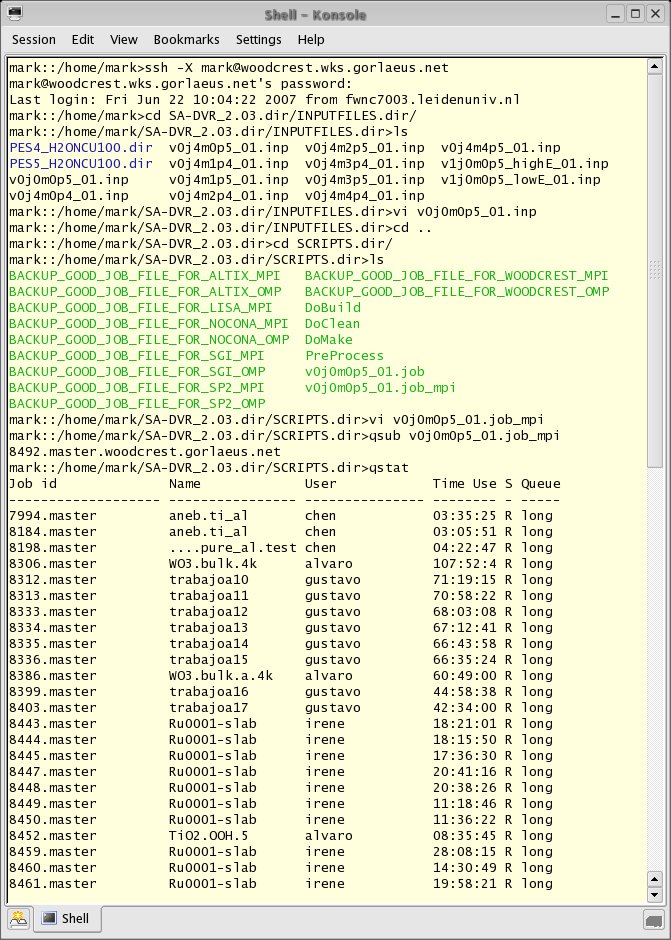 Shell - Konsole
Session Edit View Bookmarks Settings Help
mark::/home/mark>ssh -X mark@woodcrest.wks.gorlaeus.net
mark@woodcrest.wks.gorlaeus.net's password:
Last login: Fri Jun 22 10:04:22 2007 from fwnc7003.leidenuniv.nl
mark::/home/mark>cd SA-DVR_2.03.dir/INPUTFILES.dir/
mark::/home/mark/SA-DVR_2.03.dir/INPUTFILES.dir>ls
PES4_H2ONCU100.dir  v0j4m0p5_01.inp  v0j4m2p5_01.inp  v0j4m4p5_01.inp
PES5_H2ONCU100.dir  v0j4m1p4_01.inp  v0j4m3p4_01.inp  v1j0m0p5_highE_01.inp
v0j0m0p5_01.inp     v0j4m1p5_01.inp  v0j4m3p5_01.inp  v1j0m0p5_lowE_01.inp
v0j4m0p4_01.inp     v0j4m2p4_01.inp  v0j4m4p4_01.inp
mark::/home/mark/SA-DVR_2.03.dir/INPUTFILES.dir>vi v0j0m0p5_01.inp
mark::/home/mark/SA-DVR_2.03.dir/INPUTFILES.dir>cd ..
mark::/home/mark/SA-DVR_2.03.dir>cd SCRIPTS.dir/
mark::/home/mark/SA-DVR_2.03.dir/SCRIPTS.dir>ls
BACKUP_GOOD_JOB_FILE_FOR_ALTIX_MPI   BACKUP_GOOD_JOB_FILE_FOR_WOODCREST_MPI
BACKUP_GOOD_JOB_FILE_FOR_ALTIX_OMP   BACKUP_GOOD_JOB_FILE_FOR_WOODCREST_OMP
BACKUP_GOOD_JOB_FILE_FOR_LISA_MPI    DoBuild
BACKUP_GOOD_JOB_FILE_FOR_NOCONA_MPI  DoClean
BACKUP_GOOD_JOB_FILE_FOR_NOCONA_OMP  DoMake
BACKUP_GOOD_JOB_FILE_FOR_SGI_MPI     PreProcess
BACKUP_GOOD_JOB_FILE_FOR_SGI_OMP     v0j0m0p5_01.job
BACKUP_GOOD_JOB_FILE_FOR_SP2_MPI     v0j0m0p5_01.job_mpi
BACKUP_GOOD_JOB_FILE_FOR_SP2_OMP
mark::/home/mark/SA-DVR_2.03.dir/SCRIPTS.dir>vi v0j0m0p5_01.job_mpi
mark::/home/mark/SA-DVR_2.03.dir/SCRIPTS.dir>qsub v0j0m0p5_01.job_mpi
8492.master.woodcrest.gorlaeus.net
mark::/home/mark/SA-DVR_2.03.dir/SCRIPTS.dir>qstat
Job id              Name             User            Time Use S Queue
------------------- ---------------- --------------- -------- - -----
7994.master         aneb.ti_al       chen            03:35:25 R long
8184.master         aneb.ti_al       chen            03:05:51 R long
8198.master         ....pure_al.test chen            04:22:47 R long
8306.master         WO3.bulk.4k      alvaro          107:52:4 R long
8312.master         trabajoa10       gustavo         71:19:15 R long
8313.master         trabajoa11       gustavo         70:58:22 R long
8333.master         trabajoa12       gustavo         68:03:08 R long
8334.master         trabajoa13       gustavo         67:12:41 R long
8335.master         trabajoa14       gustavo         66:43:58 R long
8336.master         trabajoa15       gustavo         66:35:24 R long
8386.master         WO3.bulk.a.4k    alvaro          60:49:00 R long
8399.master         trabajoa16       gustavo         44:58:38 R long
8403.master         trabajoa17       gustavo         42:34:00 R long
8443.master         Ru0001-slab      irene           18:21:01 R long
8444.master         Ru0001-slab      irene           18:15:50 R long
8445.master         Ru0001-slab      irene           17:36:30 R long
8447.master         Ru0001-slab      irene           20:41:16 R long
8448.master         Ru0001-slab      irene           20:38:26 R long
8449.master         Ru0001-slab      irene           11:18:46 R long
8450.master         Ru0001-slab      irene           11:36:22 R long
8452.master         TiO2.OOH.5       alvaro          08:35:45 R long
8459.master         Ru0001-slab      irene           28:08:15 R long
8460.master         Ru0001-slab      irene           14:30:49 R long
8461.master         Ru0001-slab      irene           19:58:21 R long
Shell